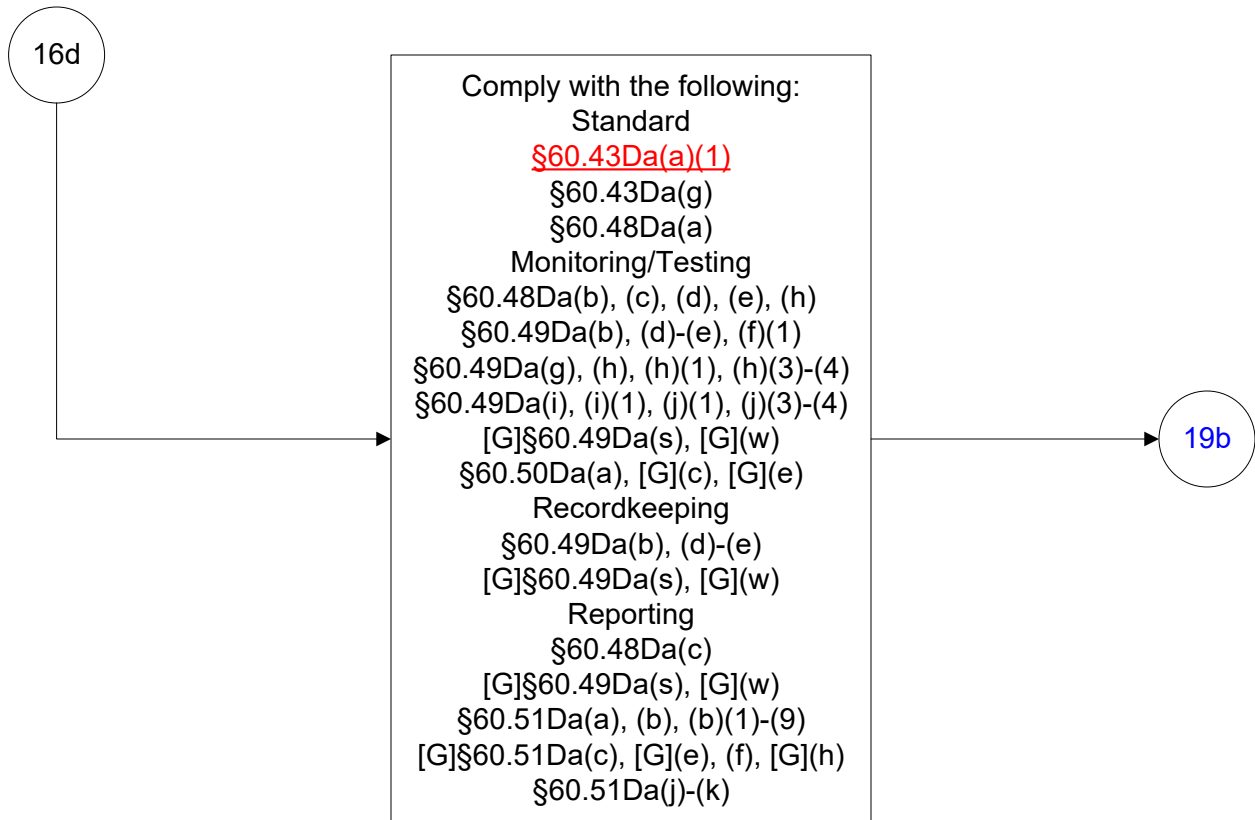 16d
Comply with the following:
Standard
§60.43Da(a)(1)
§60.43Da(g)
§60.48Da(a)
Monitoring/Testing
§60.48Da(b), (c), (d), (e), (h)
§60.49Da(b), (d)-(e), (f)(1)
§60.49Da(g), (h), (h)(1), (h)(3)-(4)
§60.49Da(i), (i)(1), (j)(1), (j)(3)-(4)
[G]§60.49Da(s), [G](w)
§60.50Da(a), [G](c), [G](e)
Recordkeeping
§60.49Da(b), (d)-(e)
[G]§60.49Da(s), [G](w)
Reporting
§60.48Da(c)
[G]§60.49Da(s), [G](w)
§60.51Da(a), (b), (b)(1)-(9)
[G]§60.51Da(c), [G](e), (f), [G](h)
§60.51Da(j)-(k)
19b